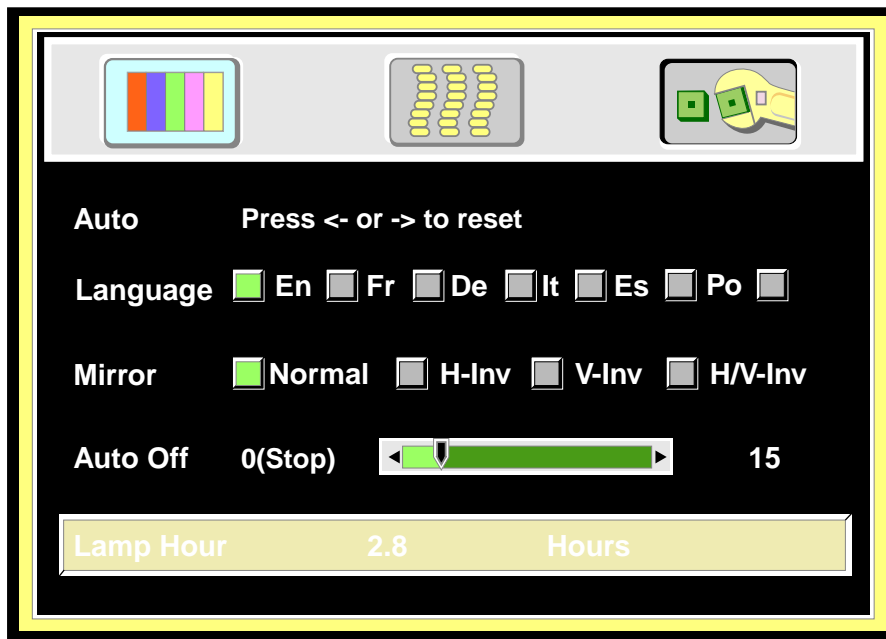 Auto Press <- or -> to reset
Language En Fr De It Es Po
Mirror Normal H-Inv V-Inv H/V-Inv
Auto Off 0(Stop) 15
Lamp Hour 2.8 Hours